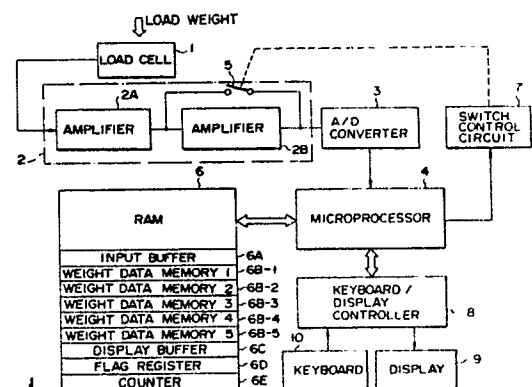 LOAD WEIGHT
LOAD CELL
1
5
2A
AMPLIFIER
AMPLIFIER
2B
2
3
A/D
CONVERTER
7
SWITCH
CONTROL
CIRCUIT
6
4
RAM
MICROPROCESSOR
INPUT BUFFER 6A
WEIGHT DATA MEMORY 1 6B-1
WEIGHT DATA MEMORY 2 6B-2
WEIGHT DATA MEMORY 3 6B-3
WEIGHT DATA MEMORY 4 6B-4
WEIGHT DATA MEMORY 5 6B-5
DISPLAY BUFFER 6C
FLAG REGISTER 6D
COUNTER 6E
KEYBOARD /
DISPLAY
CONTROLLER
8
10
KEYBOARD
DISPLAY
9